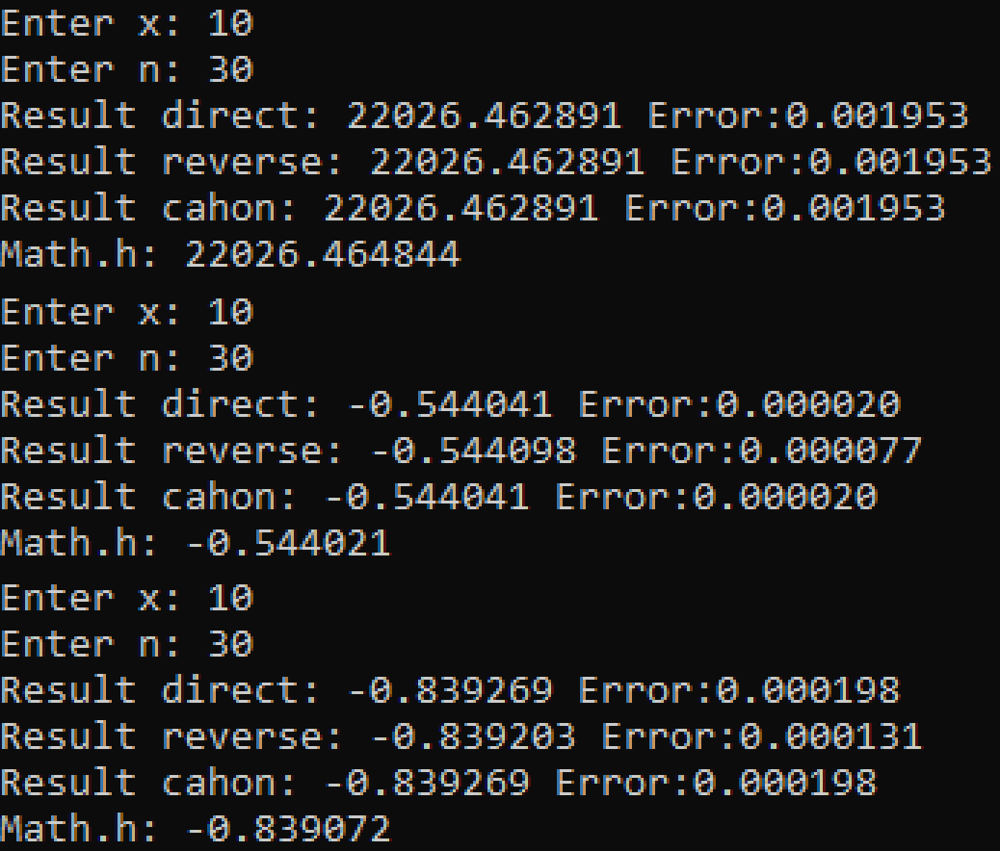 Enter x: 10
Enter n: 30
Result direct: 22026.462891 Error:0.001953
Result reverse: 22026.462891 Error:0.001953
Result cahon: 22026.462891 Error:0.001953
Math.h: 22026.464844
Enter x: 10
Enter n: 30
Result direct: -0.544041 Error:0.000020
Result reverse: -0.544098 Error:0.000077
Result cahon: -0.544041 Error:0.000020
Math.h: -0.544021
Enter x: 10
Enter n: 30
Result direct: -0.839269 Error:0.000198
Result reverse: -0.839203 Error:0.000131
Result cahon: -0.839269 Error:0.000198
Math.h: -0.839072